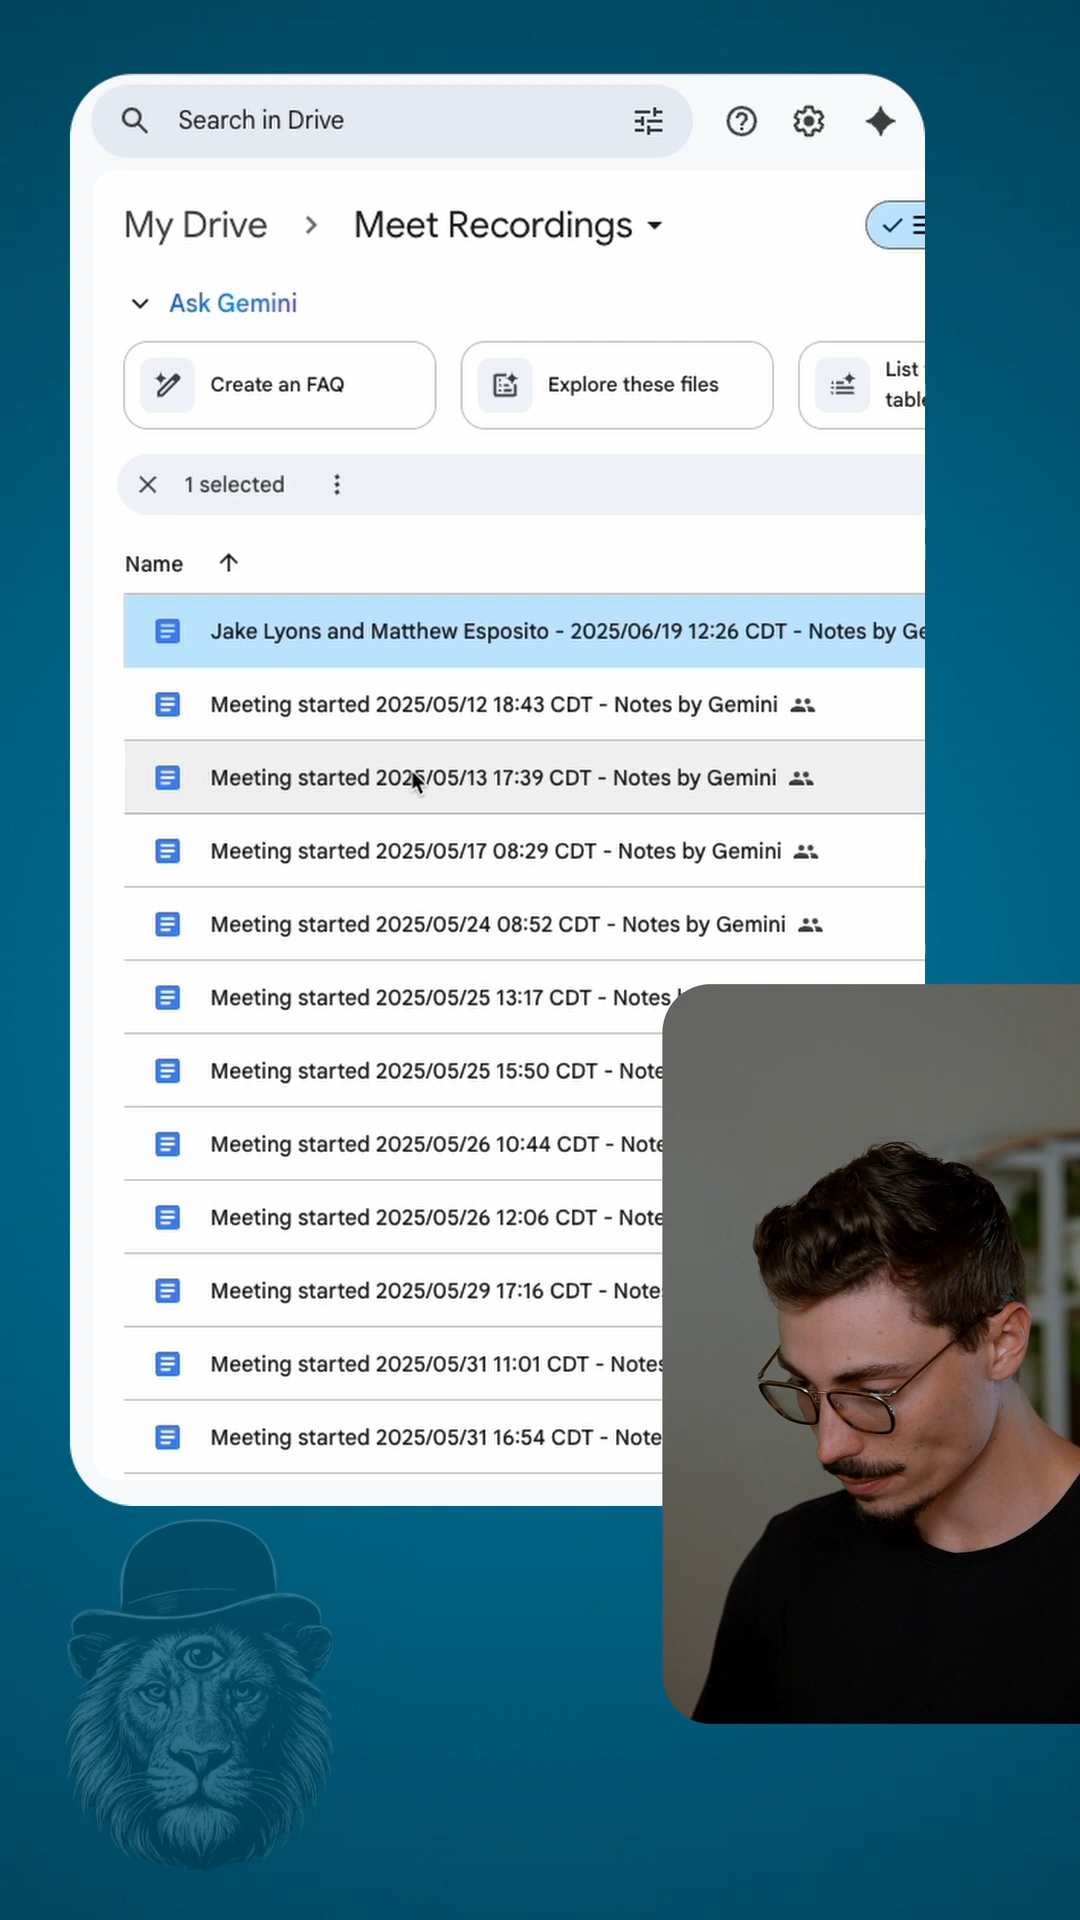 Search in Drive
My Drive > Meet Recordings
Ask Gemini
Create an FAQ
Explore these files
List
1 selected
Name
Jake Lyons and Matthew Esposito - 2025/06/19 12:26 CDT - Notes by
Meeting started 2025/05/12 18:43 CDT - Notes by Gemini
Meeting started 2025/05/13 17:39 CDT - Notes by Gemini
Meeting started 2025/05/17 08:29 CDT - Notes by Gemini
Meeting started 2025/05/24 08:52 CDT - Notes by Gemini
Meeting started 2025/05/25 13:17 CDT - Notes
Meeting started 2025/05/25 15:50 CDT -
Meeting started 2025/05/26 10:44 CDT -
Meeting started 2025/05/26 12:06 CDT -
Meeting started 2025/05/29 17:16 CDT -
Meeting started 2025/05/31 11:01 CDT - Notes
Meeting started 2025/05/31 16:54 CDT -